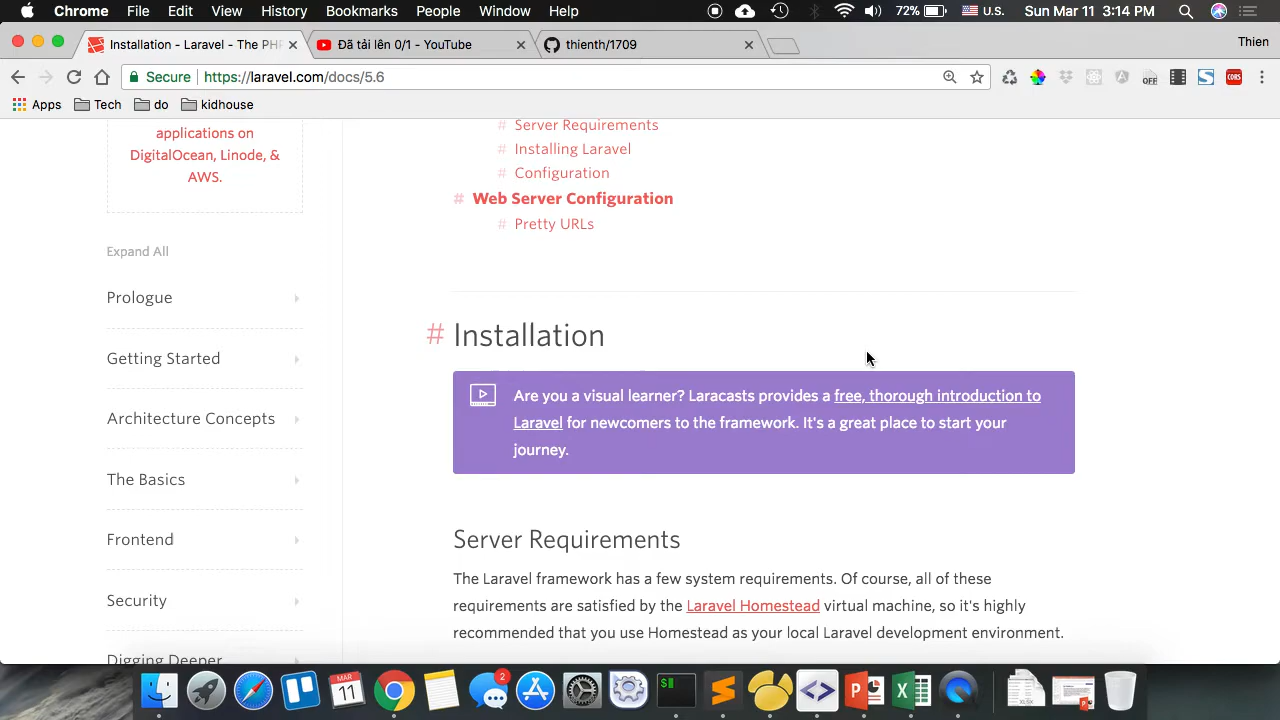 Chrome File Edit View History Bookmarks People Window Help 72% U.S. Sun Mar 11 3:14 PM
Installation - Laravel - The PH
Đã tải lên 0/1 - YouTube
thienth/1709
Thien
Secure https://laravel.com/docs/5.6
OFF
CORS
Apps Tech do kidhouse
applications on
DigitalOcean, Linode, &
AWS.
Expand All
Prologue
Getting Started
Architecture Concepts
The Basics
Frontend
Security
Digging Deeper
# Server Requirements
# Installing Laravel
# Configuration
# Web Server Configuration
# Pretty URLs
# Installation
Are you a visual learner? Laracasts provides a free, thorough introduction to
Laravel for newcomers to the framework. It's a great place to start your
journey.
Server Requirements
The Laravel framework has a few system requirements. Of course, all of these
requirements are satisfied by the Laravel Homestead virtual machine, so it's highly
recommended that you use Homestead as your local Laravel development environment.
MAR
11
2
XLSX